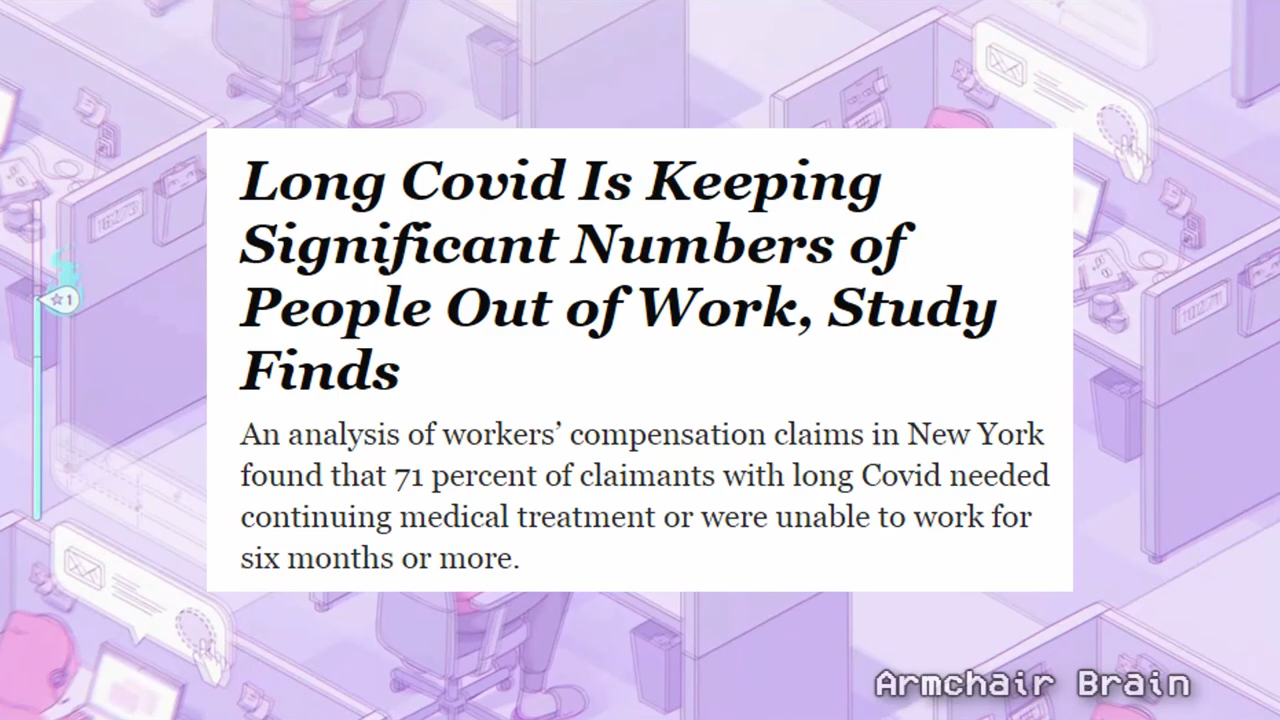 Long Covid Is Keeping
Significant Numbers of
People Out of Work, Study
Finds
An analysis of workers’ compensation claims in New York
found that 71 percent of claimants with long Covid needed
continuing medical treatment or were unable to work for
six months or more.
☆1
Armchair Brain